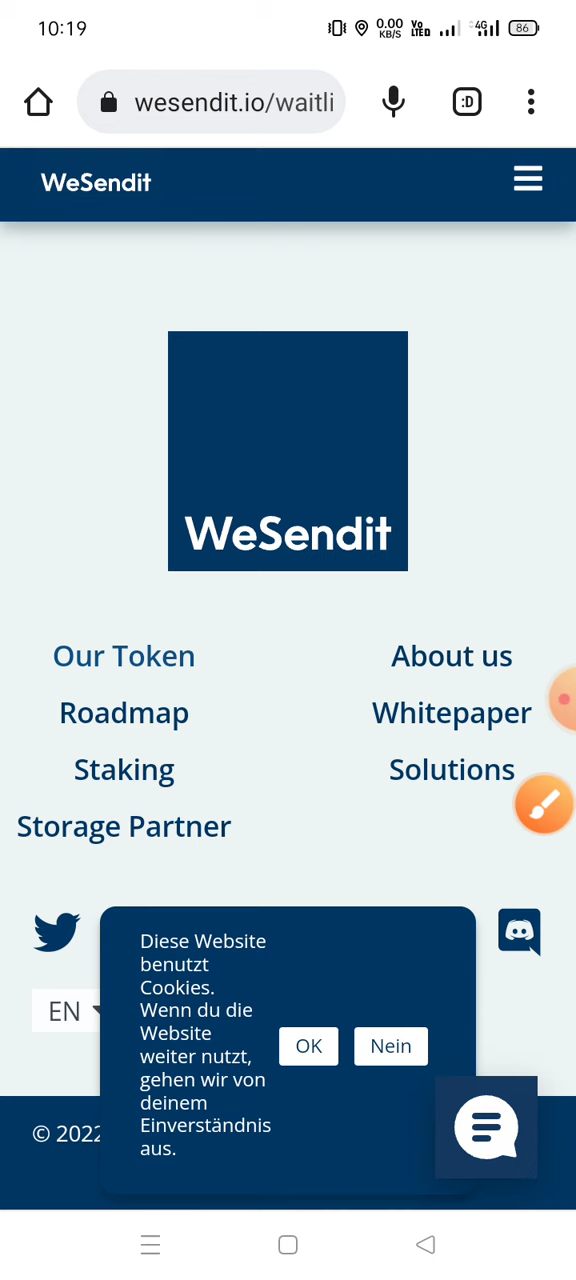 10:19
0.00
KB/S
Vo
LTED
4G
86
wesendit.io/waitli
:D
WeSendit
WeSendit
Our Token
About us
Roadmap
Whitepaper
Staking
Solutions
Storage Partner
Diese Website
benutzt
Cookies.
Wenn du die
Website
weiter nutzt,
gehen wir von
deinem
Einverständnis
aus.
OK
Nein
EN
© 2022